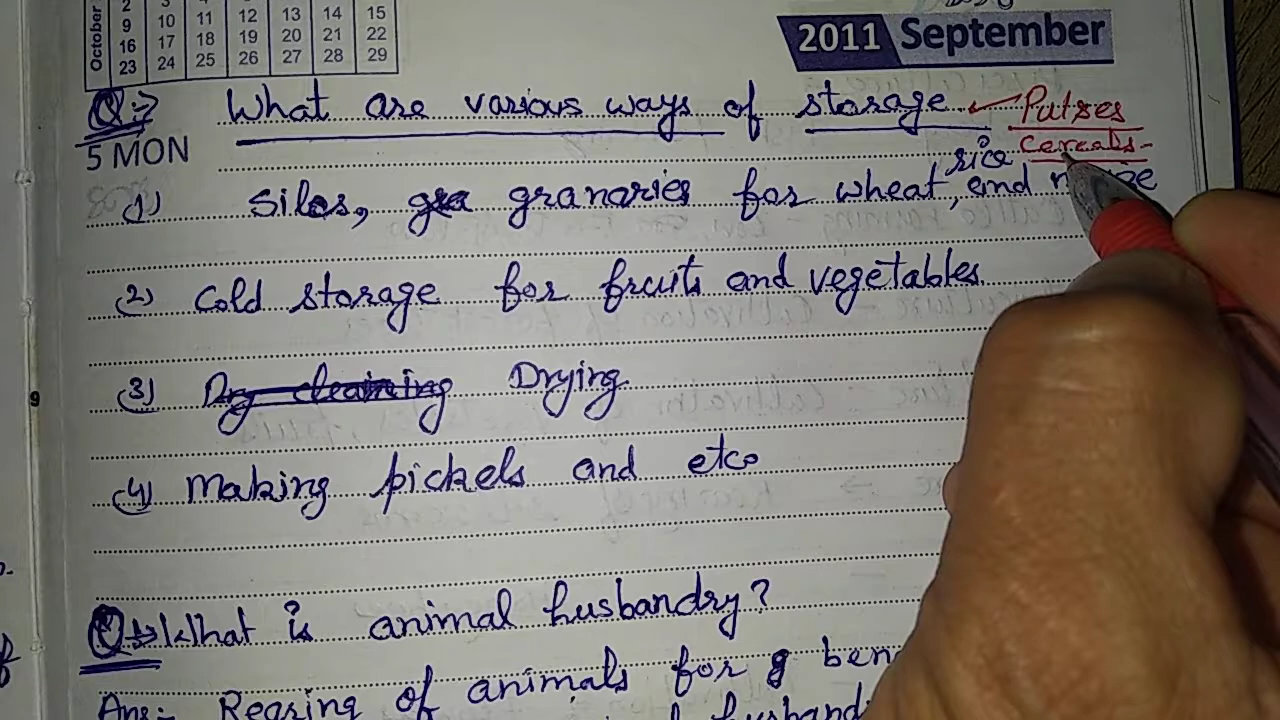 October 2 3 4 5 6 7 8
9 10 11 12 13 14 15
16 17 18 19 20 21 22
23 24 25 26 27 28 29
2011 September
Q:- What are various ways of storage Pulses
5 MON rice Cereals-
1) Silos, granaries for wheat, and
(2) Cold storage for fruits and vegetables.
(3) Dry cleaning Drying
(4) Making pickels and etc.
9
Q:- What is animal husbandry?
Ans:- Rearing of animals for